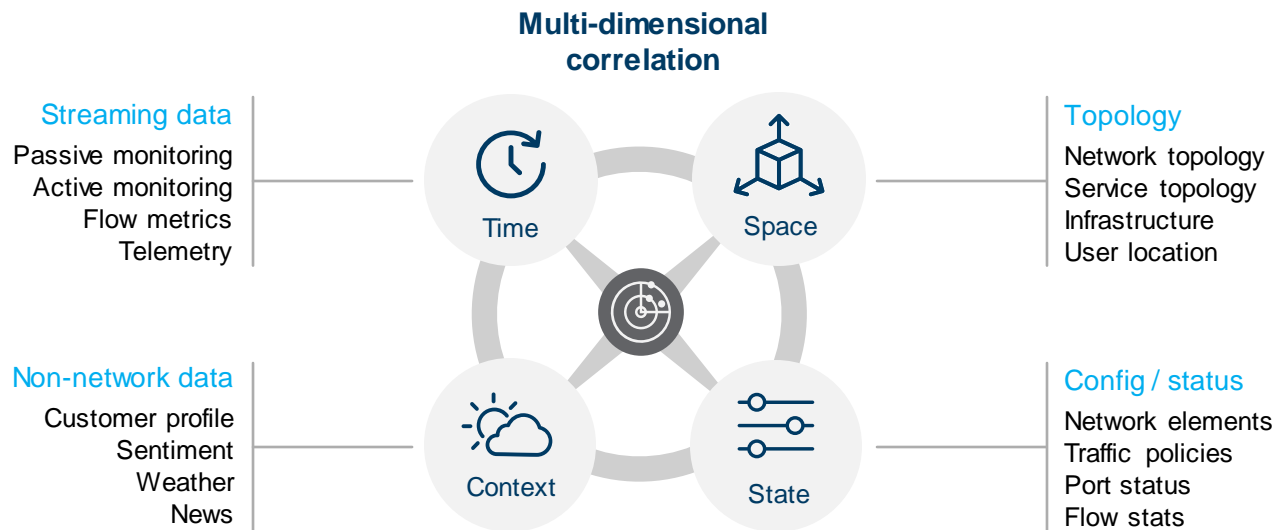 Multi-dimensional
correlation
Streaming data
Passive monitoring
Active monitoring
Flow metrics
Telemetry
Time
Space
Topology
Network topology
Service topology
Infrastructure
User location
Non-network data
Customer profile
Sentiment
Weather
News
Context
State
Config / status
Network elements
Traffic policies
Port status
Flow stats